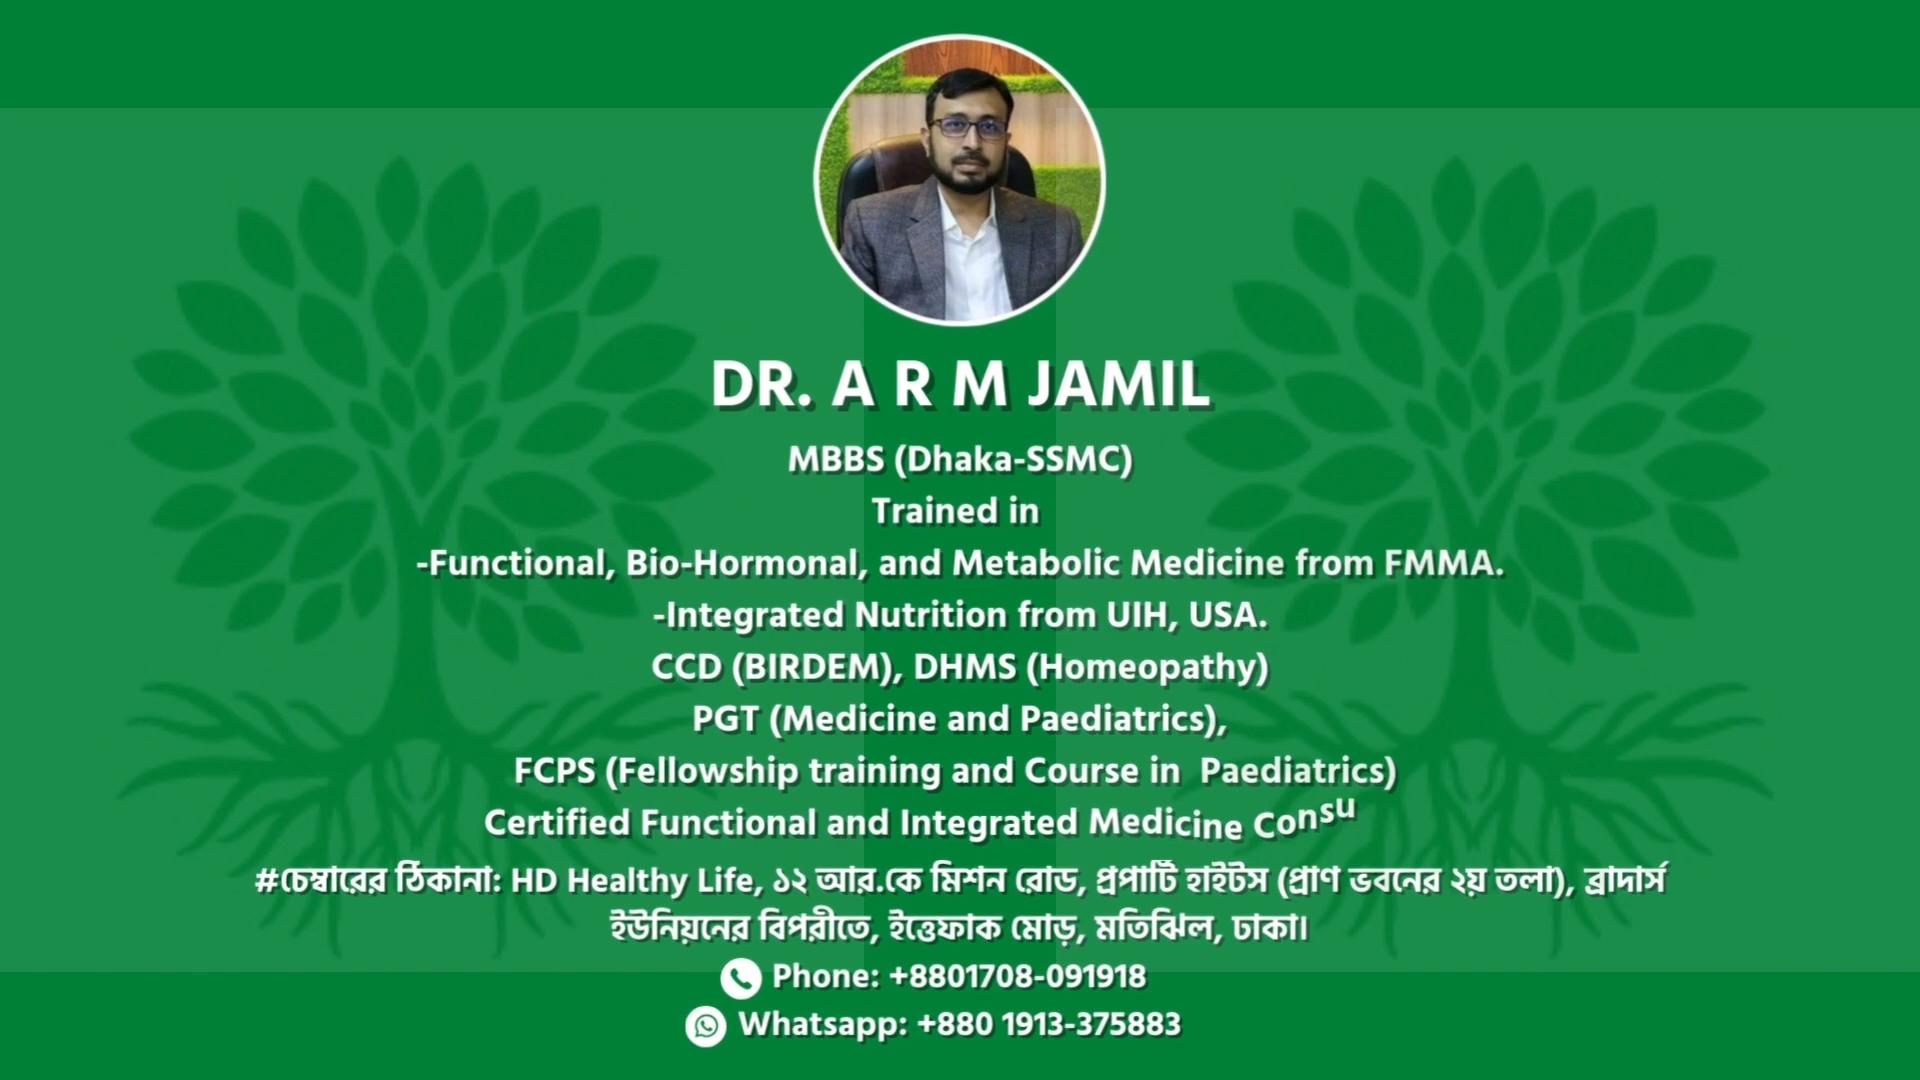 DR. A R M JAMIL
MBBS (Dhaka-SSMC)
Trained in
-Functional, Bio-Hormonal, and Metabolic Medicine from FMMA.
-Integrated Nutrition from UIH, USA.
CCD (BIRDEM), DHMS (Homeopathy)
PGT (Medicine and Paediatrics),
FCPS (Fellowship training and Course in Paediatrics)
Certified Functional and Integrated Medicine Consu
#চেম্বারের ঠিকানা: HD Healthy Life, ১২ আর.কে মিশন রোড, প্রপার্টি হাইটস (প্রাণ ভবনের ২য় তলা), ব্রাদার্স
ইউনিয়নের বিপরীতে, ইত্তেফাক মোড়, মতিঝিল, ঢাকা।
Phone: +8801708-091918
Whatsapp: +880 1913-375883